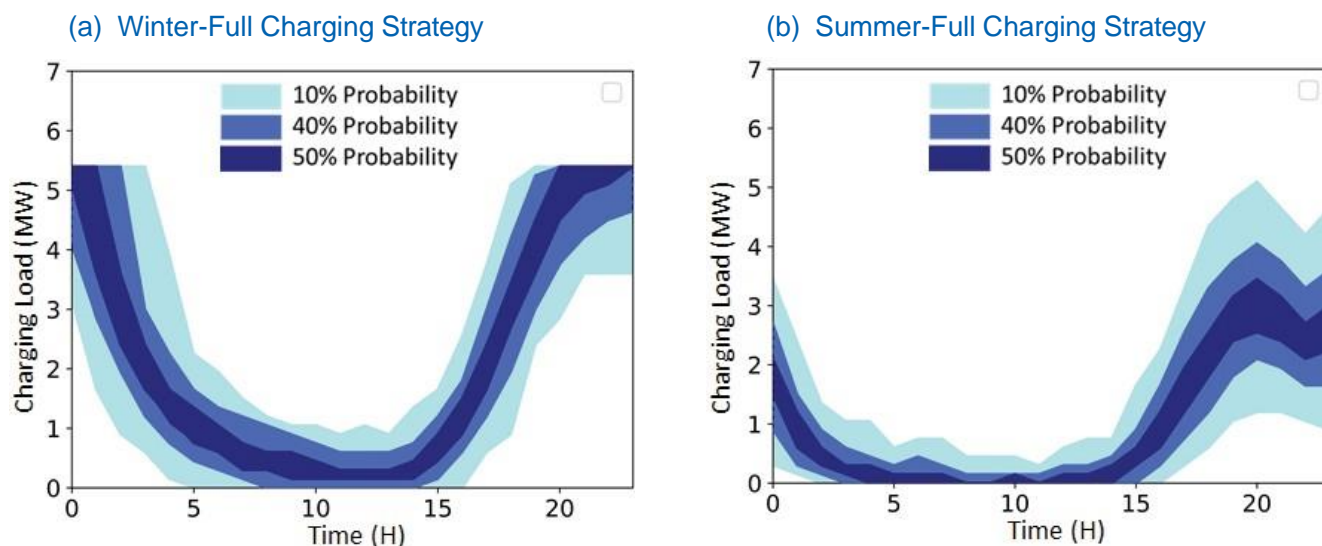 (a) Winter-Full Charging Strategy
7
6
5
4
3
2
1
0
Charging Load (MW)
10% Probability
40% Probability
50% Probability
0
5
10
15
20
Time (H)
(b) Summer-Full Charging Strategy
7
6
5
4
3
2
1
0
Charging Load (MW)
10% Probability
40% Probability
50% Probability
0
5
10
15
20
Time (H)